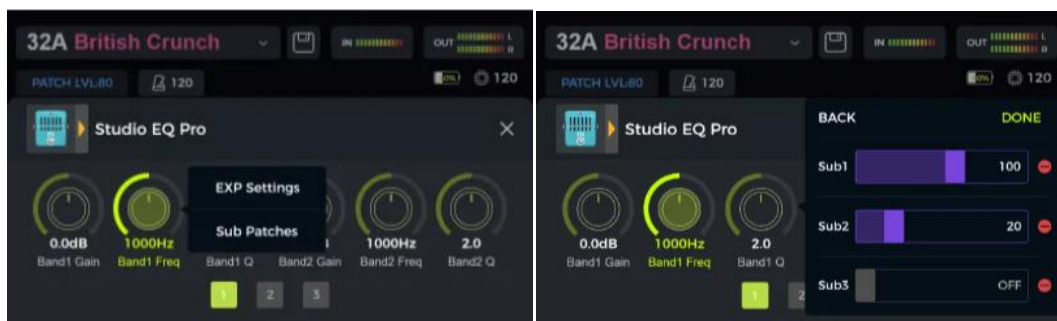 32A British Crunch
IN
OUT
L
R
PATCH LVL:80
120
0%
120
Studio EQ Pro
EXP Settings
Sub Patches
0.0dB
1000Hz
1000Hz
2.0
Band1 Gain
Band1 Freq
Band1 Q
Band2 Gain
Band2 Freq
Band2 Q
1
2
3
32A British Crunch
IN
OUT
L
R
PATCH LVL:80
120
0%
120
Studio EQ Pro
BACK
DONE
Sub1
100
Sub2
20
Sub3
OFF
0.0dB
1000Hz
2.0
Band1 Gain
Band1 Freq
Band1 Q
1
2